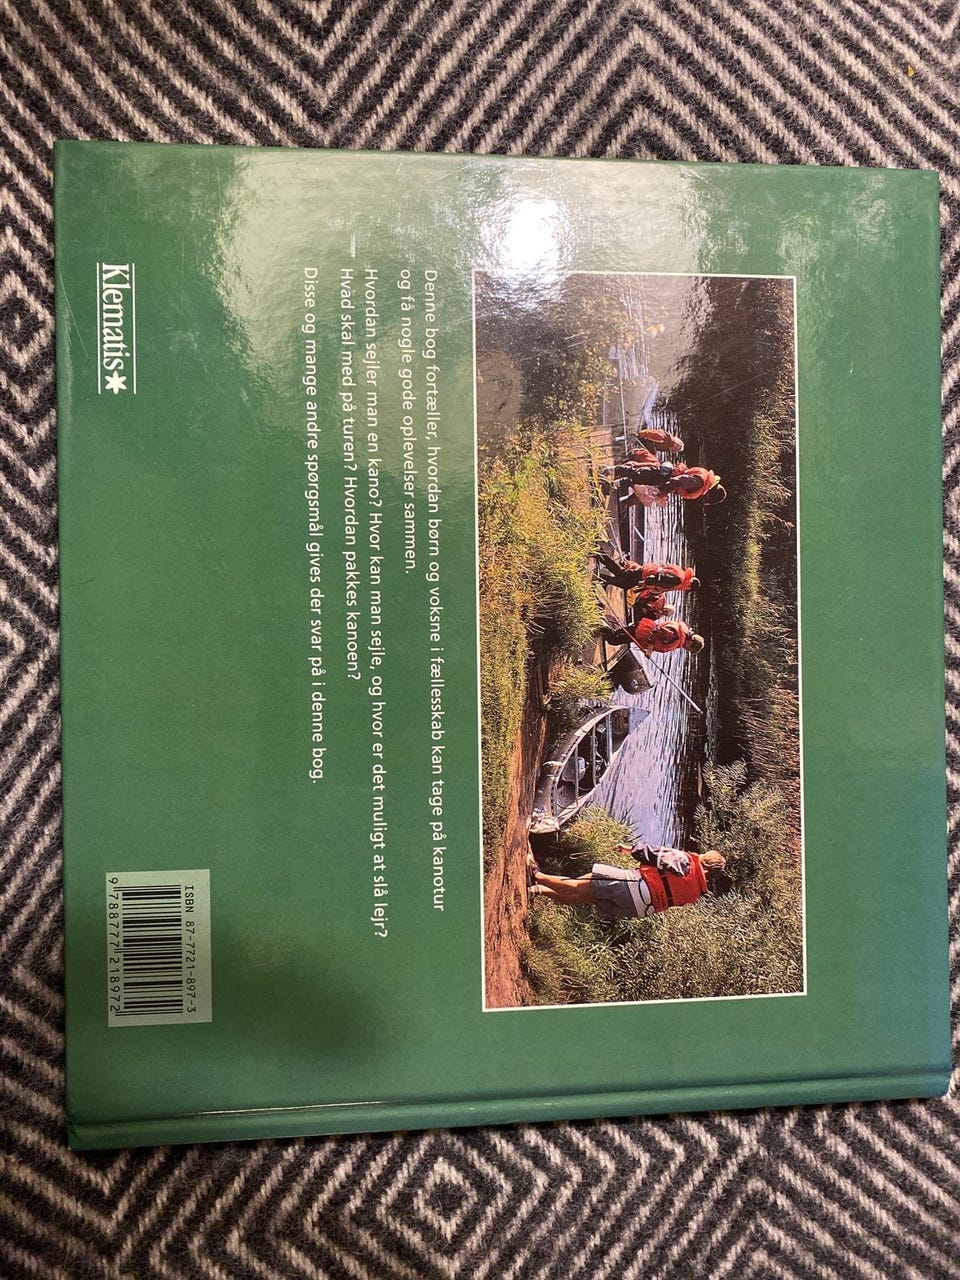 Denne bog fortæller, hvordan børn og voksne i fællesskab kan tage på kanotur
og få nogle gode oplevelser sammen.
Hvordan sejler man en kano? Hvor kan man sejle, og hvor er det muligt at slå lejr?
Hvad skal med på turen? Hvordan pakkes kanoen?
Disse og mange andre spørgsmål gives der svar på i denne bog.
Klematis*
ISBN 87-7721-897-3
9 788777 218972